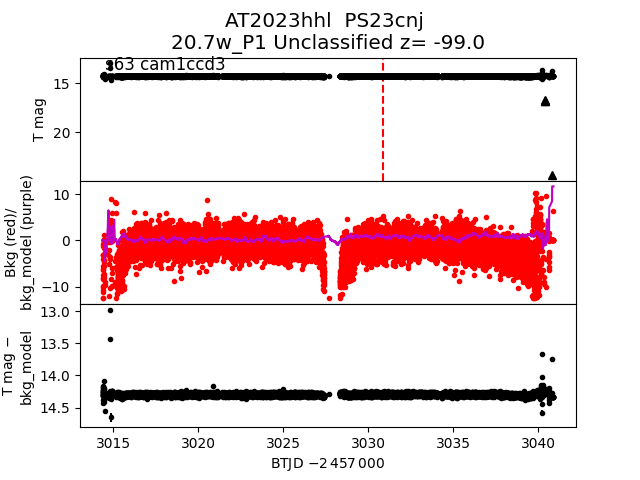 AT2023hhl  PS23cnj
20.7w_P1 Unclassified z= -99.0
s63 cam1ccd3
15
20
T mag
10
0
−10
Bkg (red)/
bkg_model (purple)
13.0
13.5
14.0
14.5
T mag −
bkg_model
3015
3020
3025
3030
3035
3040
BTJD −2 457 000